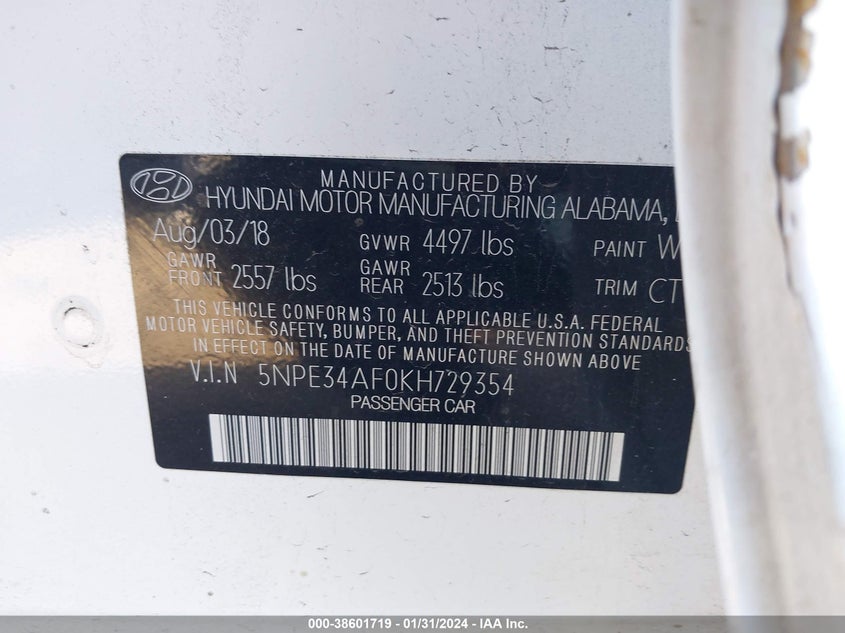 MANUFACTURED BY
HYUNDAI MOTOR MANUFACTURING ALABAMA,
Aug/03/18 GVWR 4497 lbs PAINT W
GAWR FRONT 2557 lbs GAWR REAR 2513 lbs TRIM CT
THIS VEHICLE CONFORMS TO ALL APPLICABLE U.S.A. FEDERAL
MOTOR VEHICLE SAFETY, BUMPER, AND THEFT PREVENTION STANDARDS
IN EFFECT ON THE DATE OF MANUFACTURE SHOWN ABOVE
V.I.N 5NPE34AF0KH729354
PASSENGER CAR
000-38601719 - 01/31/2024 - IAA Inc.